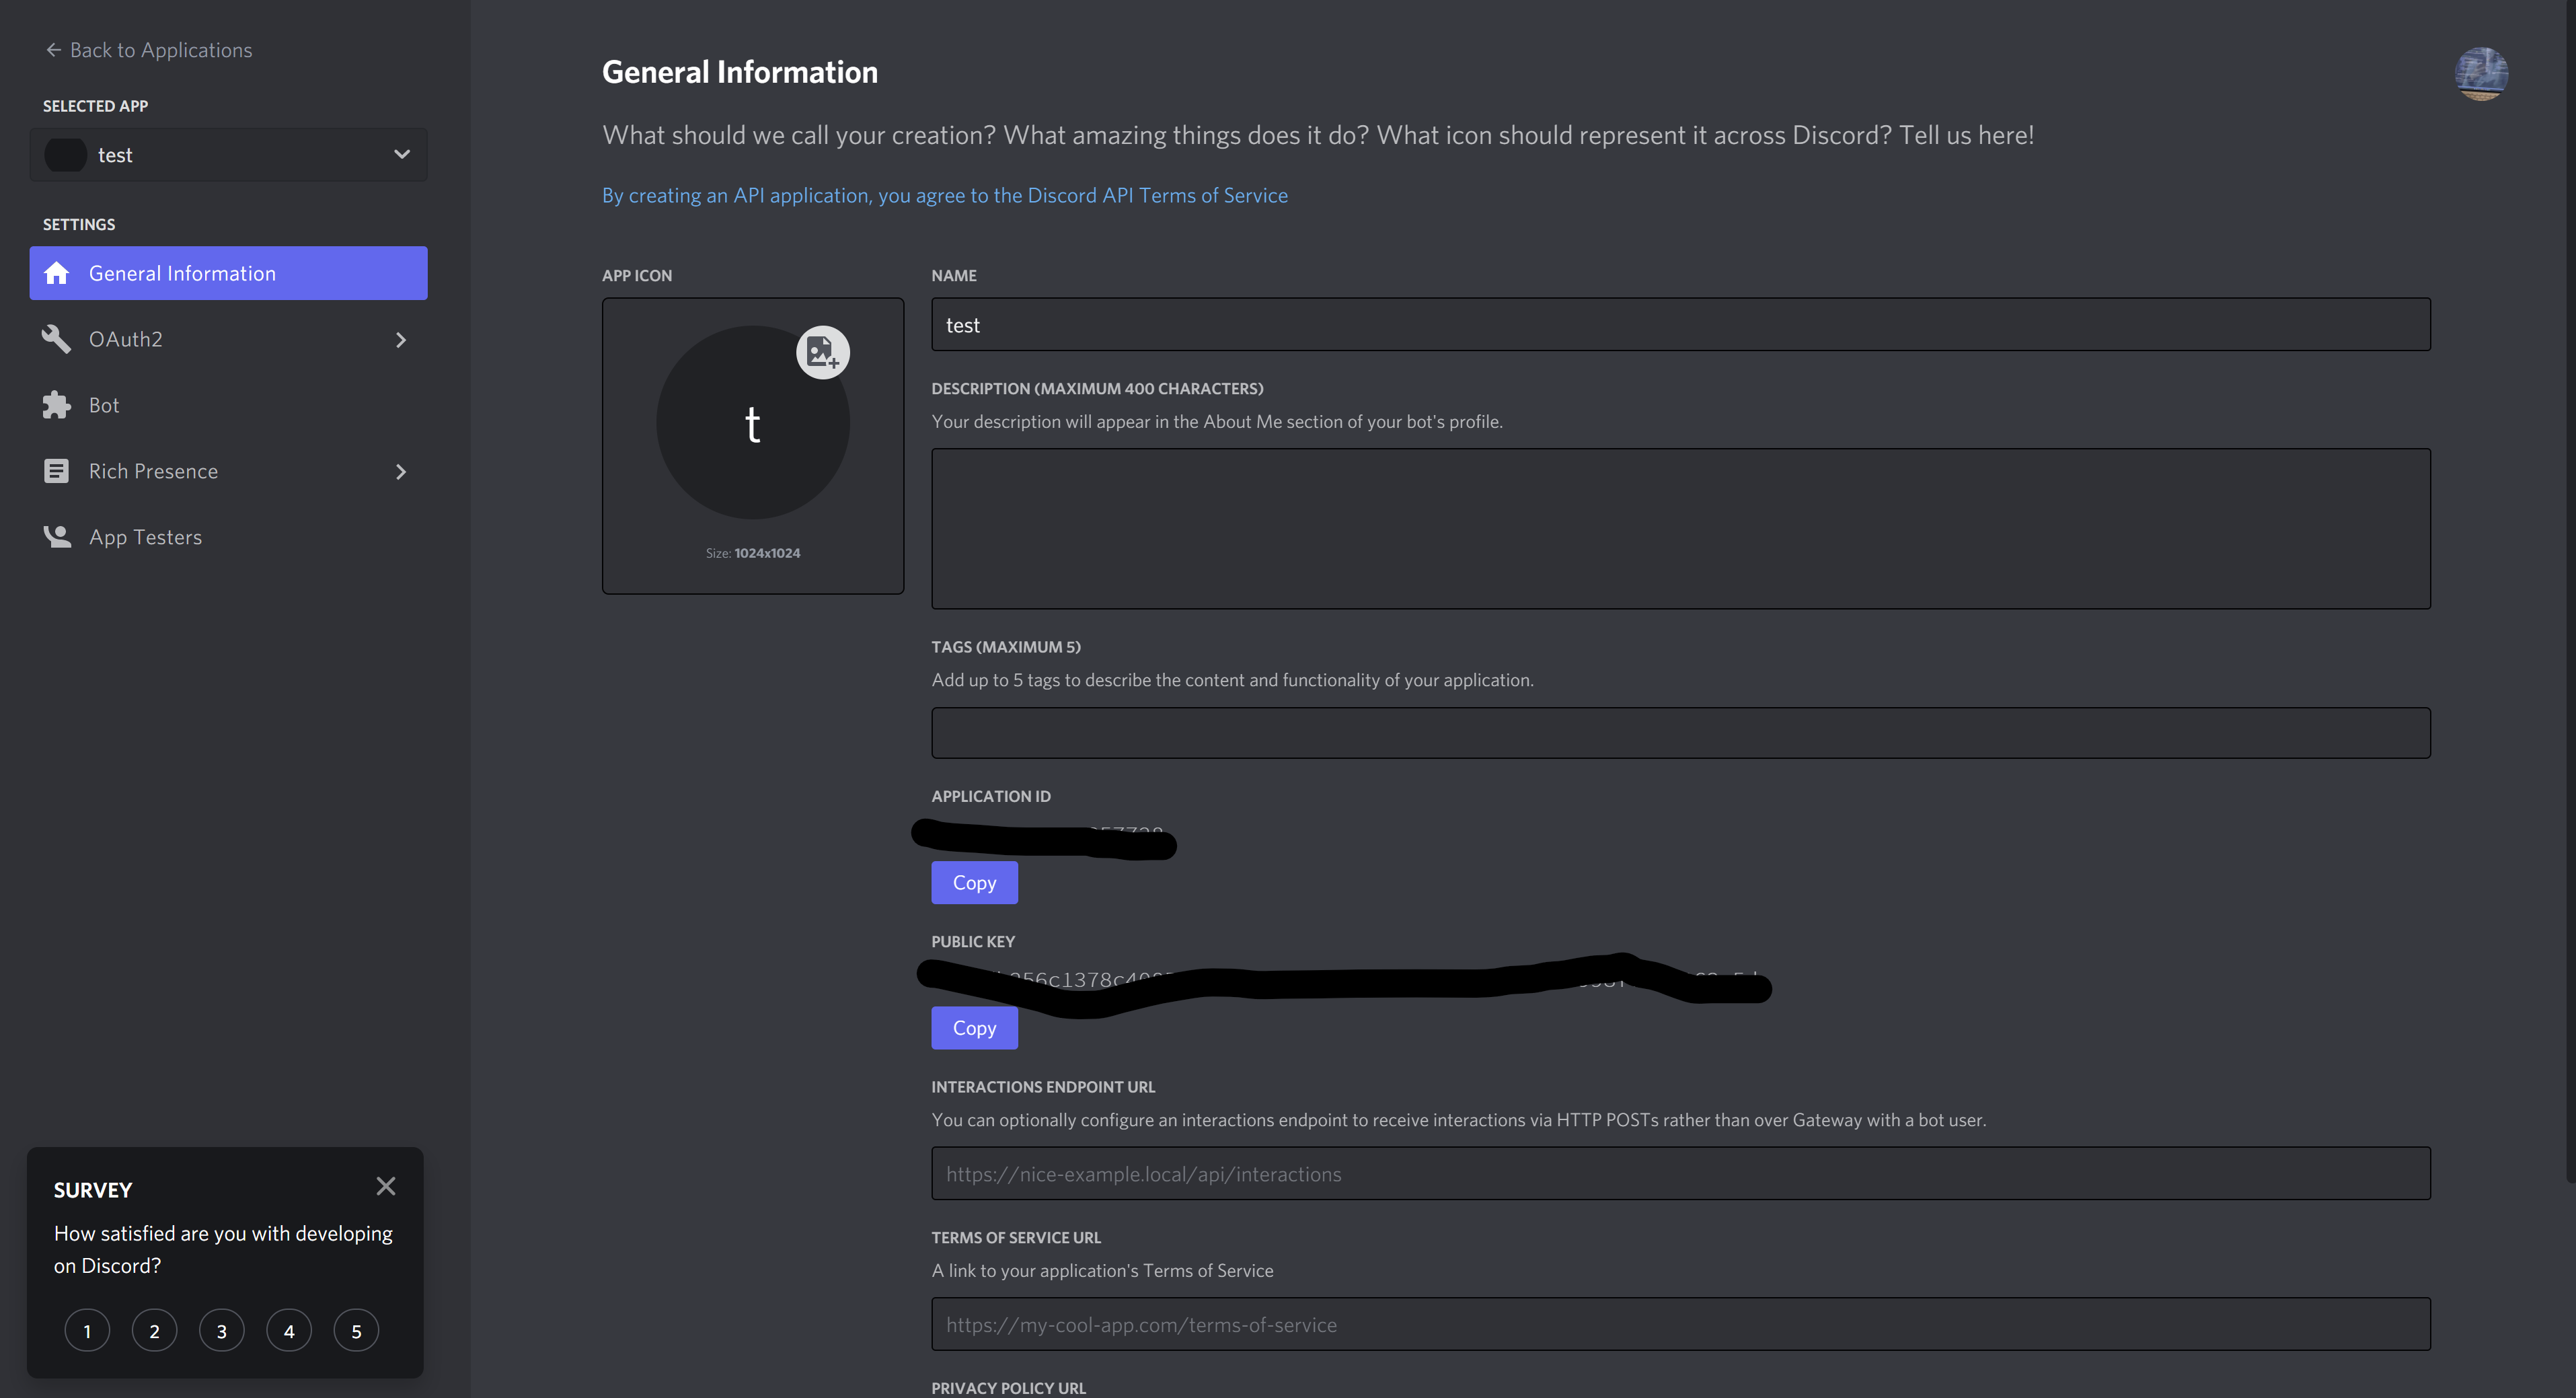 Back to Applications
SELECTED APP
test
SETTINGS
General Information
OAuth2
Bot
Rich Presence
App Testers
SURVEY
How satisfied are you with developing
on Discord?
1 2 3 4 5
General Information
What should we call your creation? What amazing things does it do? What icon should represent it across Discord? Tell us here!
By creating an API application, you agree to the Discord API Terms of Service
APP ICON
t
Size: 1024x1024
NAME
test
DESCRIPTION (MAXIMUM 400 CHARACTERS)
Your description will appear in the About Me section of your bot's profile.
TAGS (MAXIMUM 5)
Add up to 5 tags to describe the content and functionality of your application.
APPLICATION ID
Copy
PUBLIC KEY
Copy
INTERACTIONS ENDPOINT URL
You can optionally configure an interactions endpoint to receive interactions via HTTP POSTs rather than over Gateway with a bot user.
https://nice-example.local/api/interactions
TERMS OF SERVICE URL
A link to your application's Terms of Service
https://my-cool-app.com/terms-of-service
PRIVACY POLICY URL